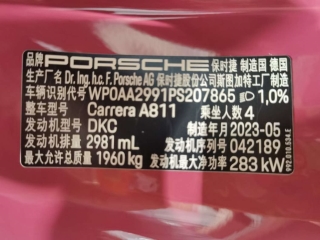 品牌 PORSCHE 保时捷 制造国 德国
生产厂名 Dr. Ing. h.c. F. Porsche AG 保时捷股份公司斯图加特工厂制造
车辆识别代号 WP0AA2991PS207865 1,0%
整车型号 Carrera A811 乘坐人数 4
发动机型号 DKC 制造年月 2023-05
发动机排量 2981 mL 发动机序列号 042189
最大允许总质量 1960 kg 发动机最大净功率 283 kW
992.010.534.E